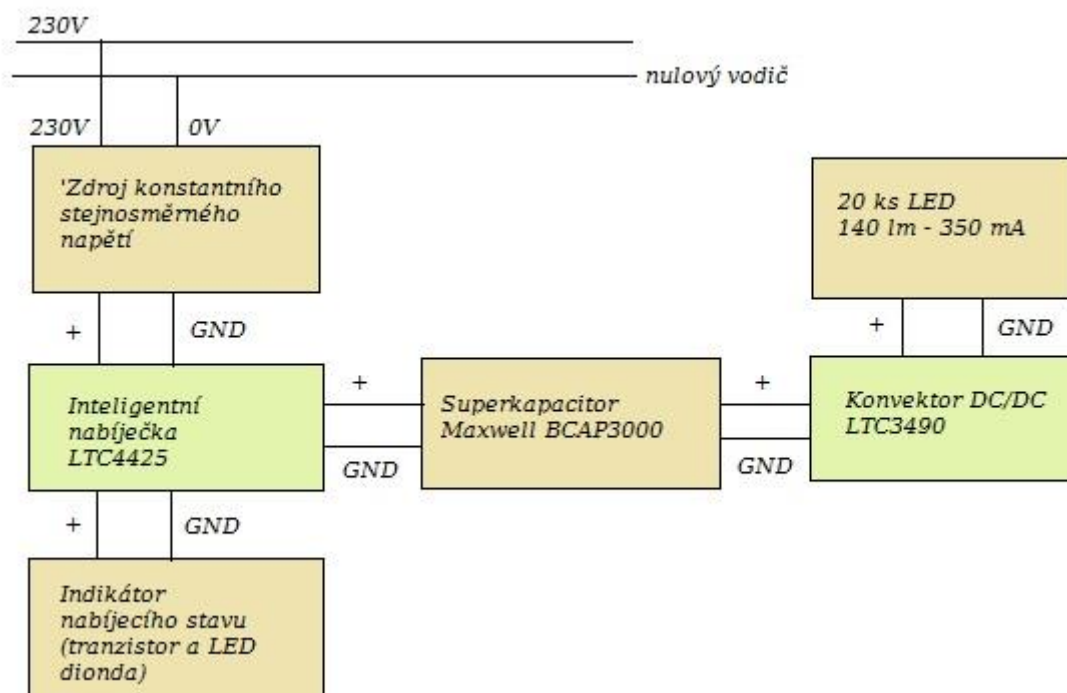 230V
nulový vodič
230V
0V
'Zdroj konstantního
stejnosměrného
napětí
20 ks LED
140 lm - 350 mA
+
GND
+
GND
Inteligentní
nabíječka
LTC4425
+
GND
Superkapacitor
Maxwell BCAP3000
+
GND
Konvektor DC/DC
LTC3490
+
GND
Indikátor
nabíjecího stavu
(tranzistor a LED
dionda)